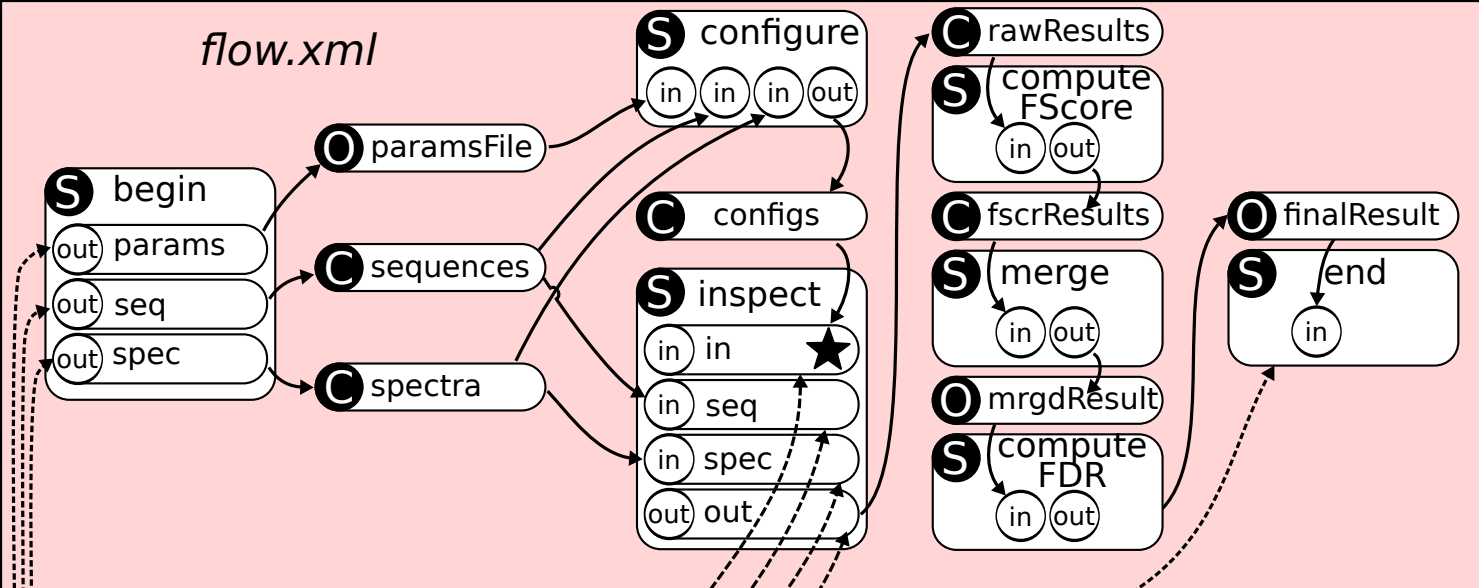 flow.xml
S begin
out params
out seq
out spec
O paramsFile
C sequences
C spectra
S configure
in in in out
C configs
S inspect
in in
in seq
in spec
out out
C rawResults
S compute
FScore
in out
C fscrResults
S merge
in out
O mrgdResult
S compute
FDR
in out
O finalResult
S end
in